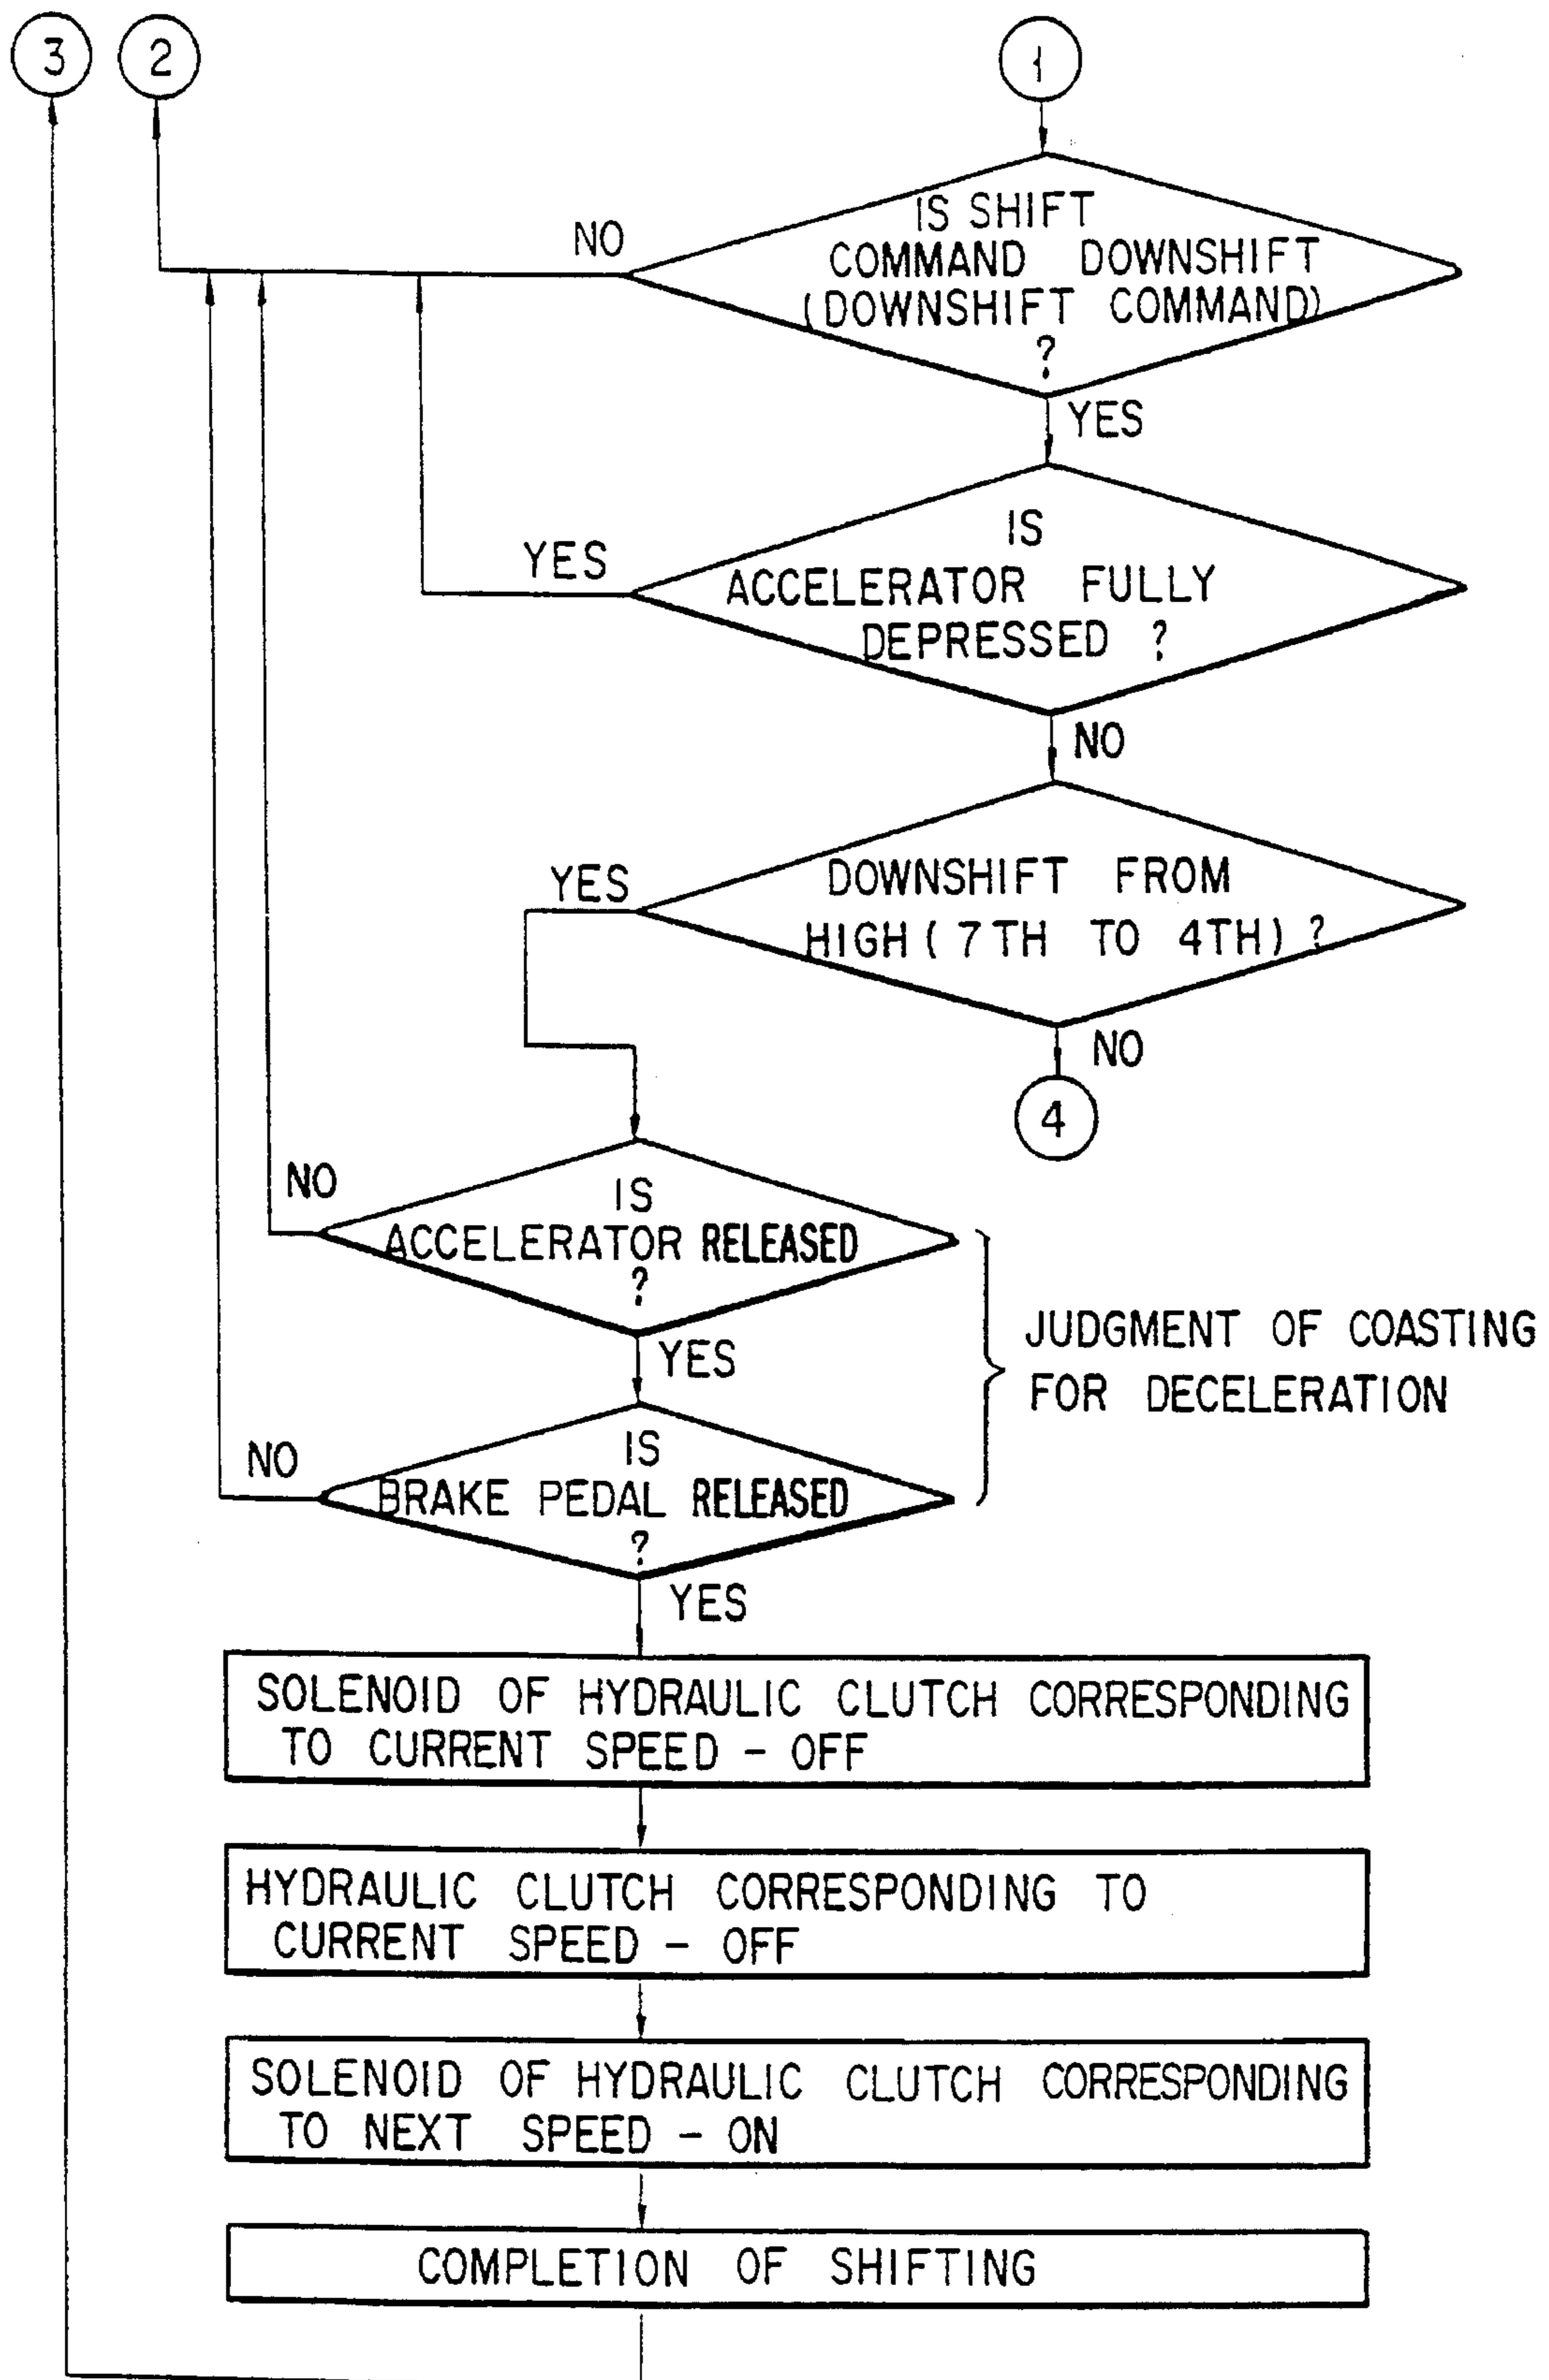 3
2
1
NO
IS SHIFT
COMMAND DOWNSHIFT
(DOWNSHIFT COMMAND)
?
YES
YES
IS
ACCELERATOR FULLY
DEPRESSED ?
NO
YES
DOWNSHIFT FROM
HIGH (7TH TO 4TH) ?
NO
4
NO
IS
ACCELERATOR RELEASED
?
YES
JUDGMENT OF COASTING
FOR DECELERATION
NO
IS
BRAKE PEDAL RELEASED
?
YES
SOLENOID OF HYDRAULIC CLUTCH CORRESPONDING
TO CURRENT SPEED - OFF
HYDRAULIC CLUTCH CORRESPONDING TO
CURRENT SPEED - OFF
SOLENOID OF HYDRAULIC CLUTCH CORRESPONDING
TO NEXT SPEED - ON
COMPLETION OF SHIFTING